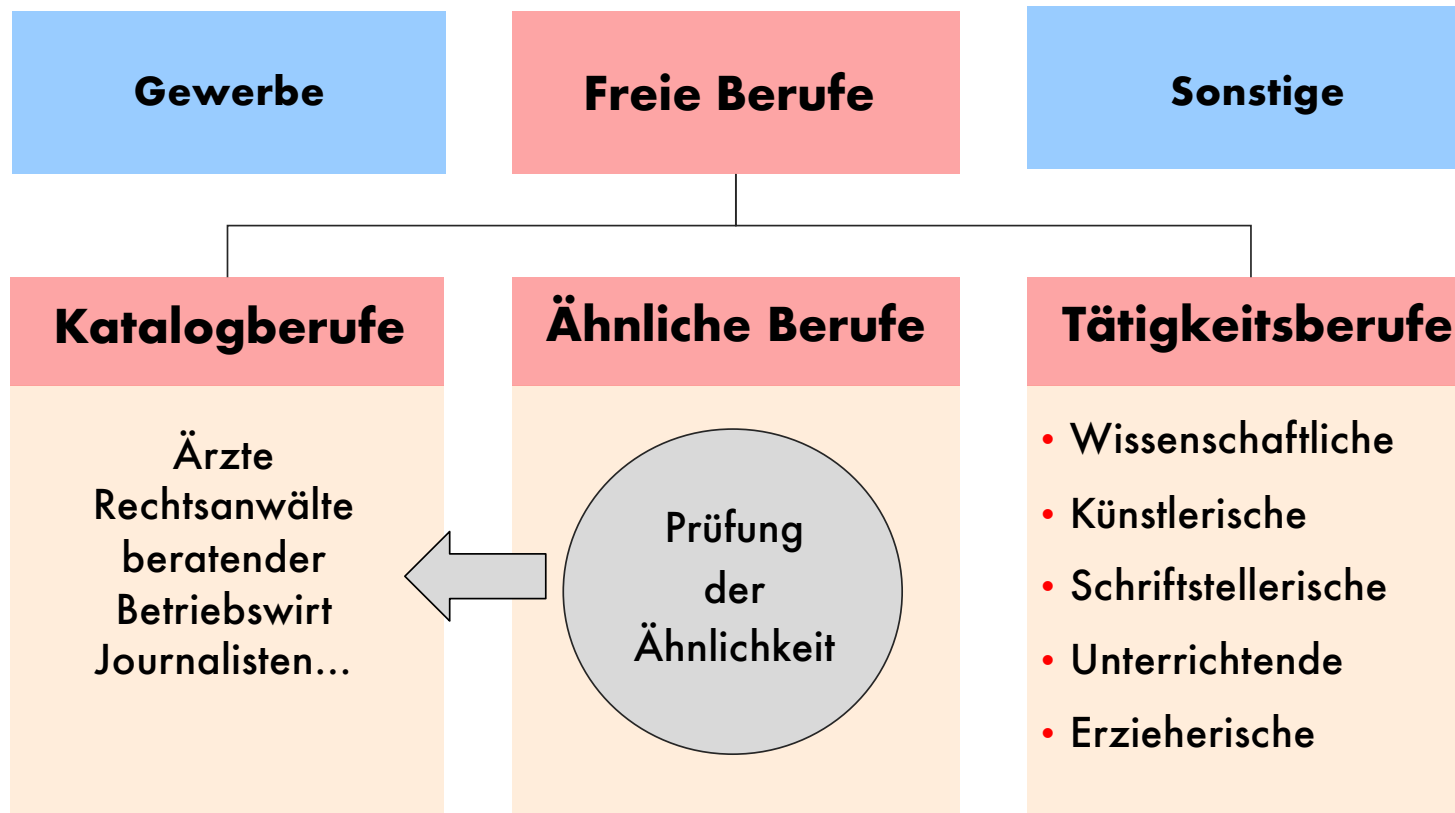 Gewerbe
Freie Berufe
Sonstige
Katalogberufe
Ähnliche Berufe
Tätigkeitsberufe
Ärzte
Rechtsanwälte
beratender
Betriebswirt
Journalisten...
Prüfung
der
Ähnlichkeit
• Wissenschaftliche
• Künstlerische
• Schriftstellerische
• Unterrichtende
• Erzieherische